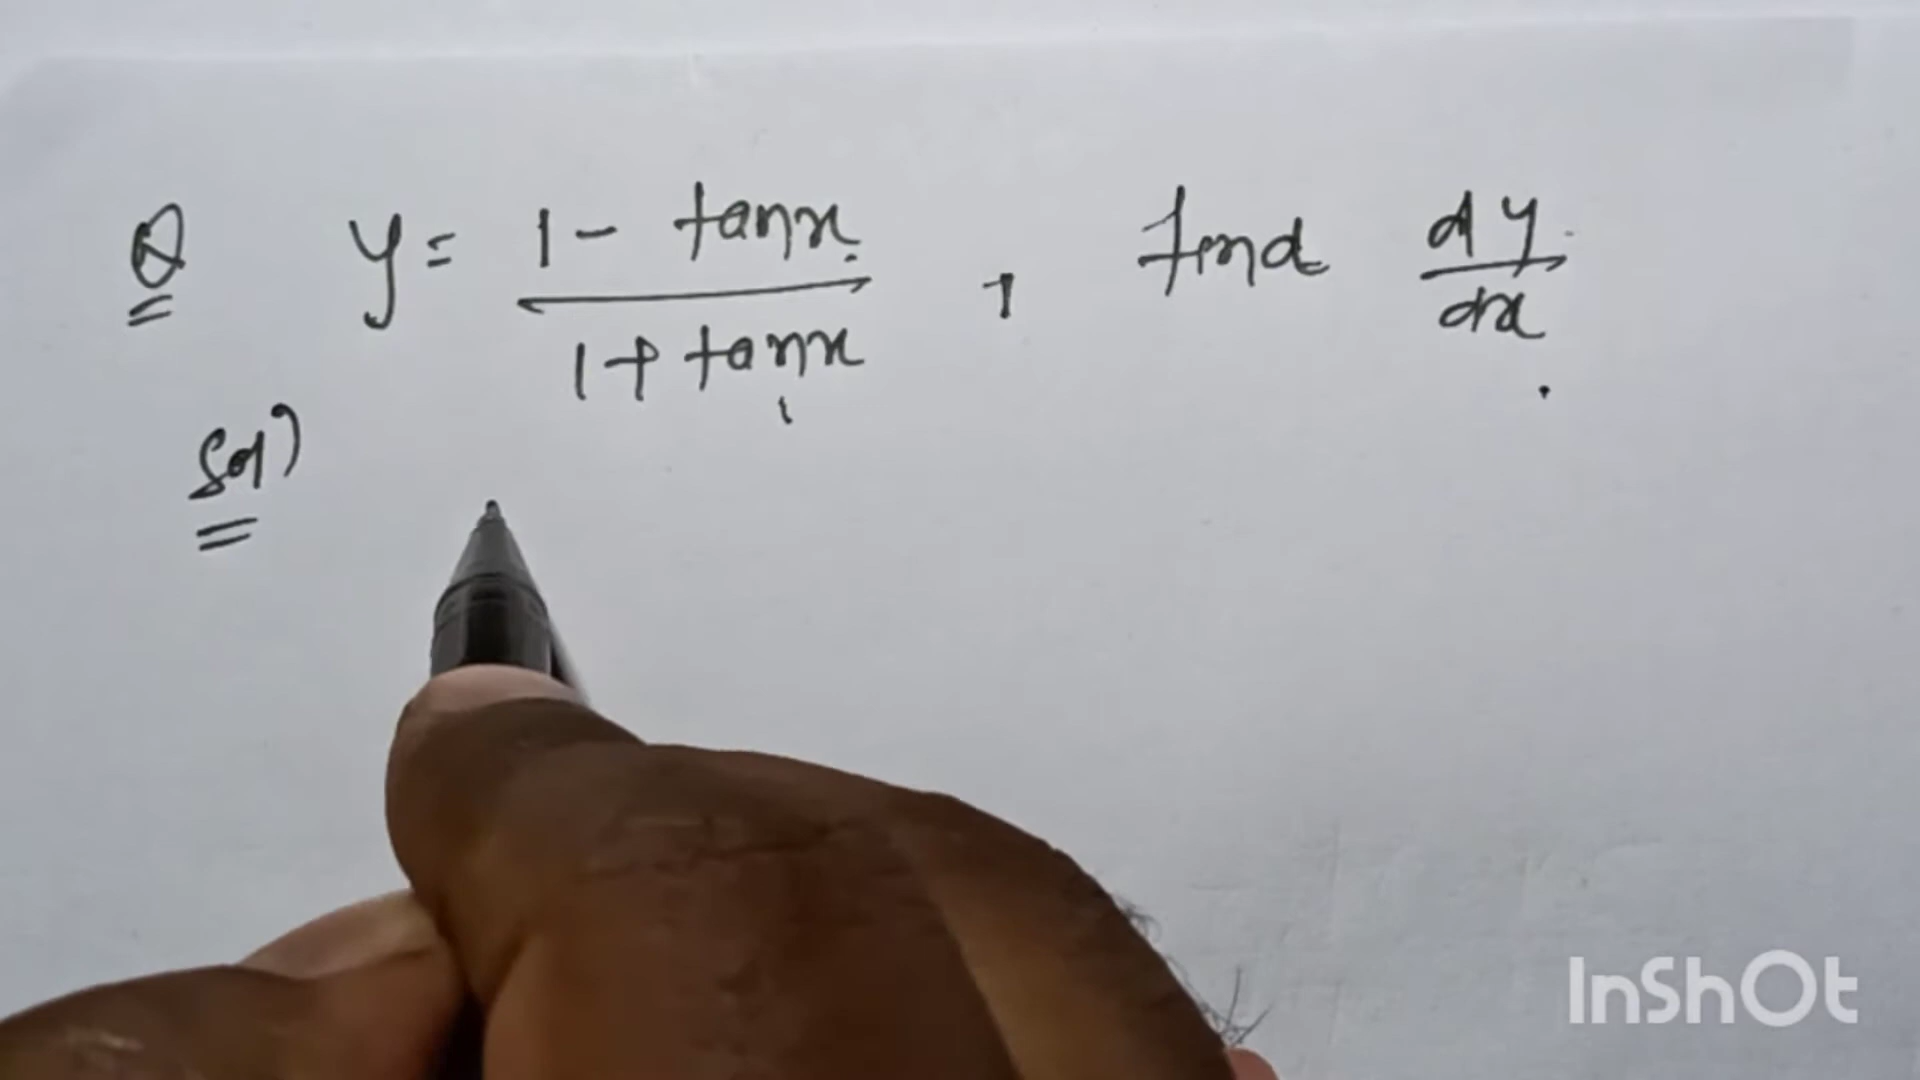 Q y = 1 - tanx / 1 + tanx , find dy/dx
Sol)
InShOt